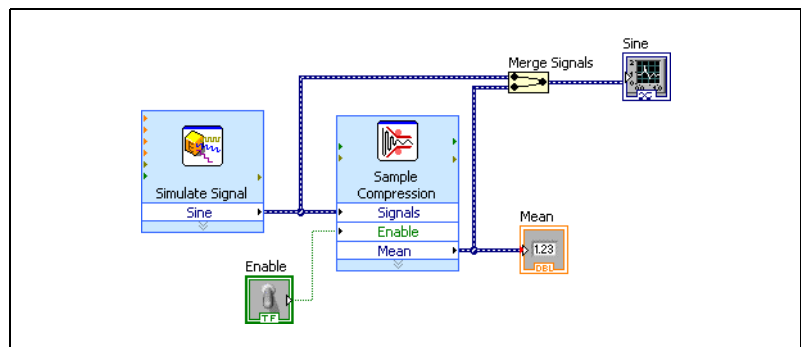 Sine
Merge Signals
Simulate Signal
Sine
Sample
Compression
Signals
Enable
Mean
Mean
1.23
DBL
Enable
TF